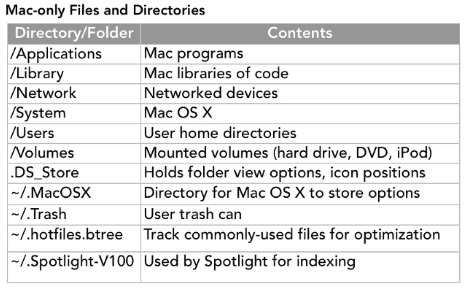 Mac-only Files and Directories
Directory/Folder Contents
/Applications Mac programs
/Library Mac libraries of code
/Network Networked devices
/System Mac OS X
/Users User home directories
/Volumes Mounted volumes (hard drive, DVD, iPod)
.DS_Store Holds folder view options, icon positions
~/.MacOSX Directory for Mac OS X to store options
~/.Trash User trash can
~/.hotfiles.btree Track commonly-used files for optimization
~/.Spotlight-V100 Used by Spotlight for indexing